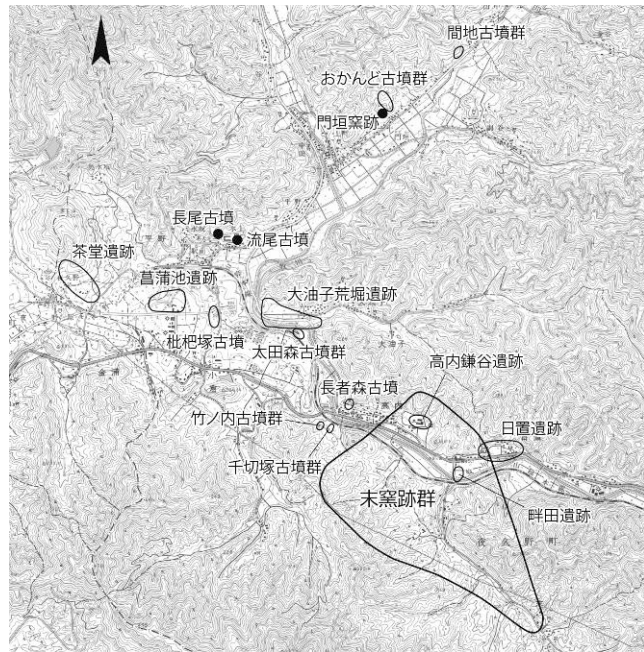 間地古墳群
おかんど古墳群
門垣窯跡
長尾古墳
流尾古墳
茶堂遺跡
菖蒲池遺跡
大油子荒堀遺跡
枇杷塚古墳
太田森古墳群
高内鎌谷遺跡
長者森古墳
竹ノ内古墳群
日置遺跡
千切塚古墳群
末窯跡群
畔田遺跡
夜久野町